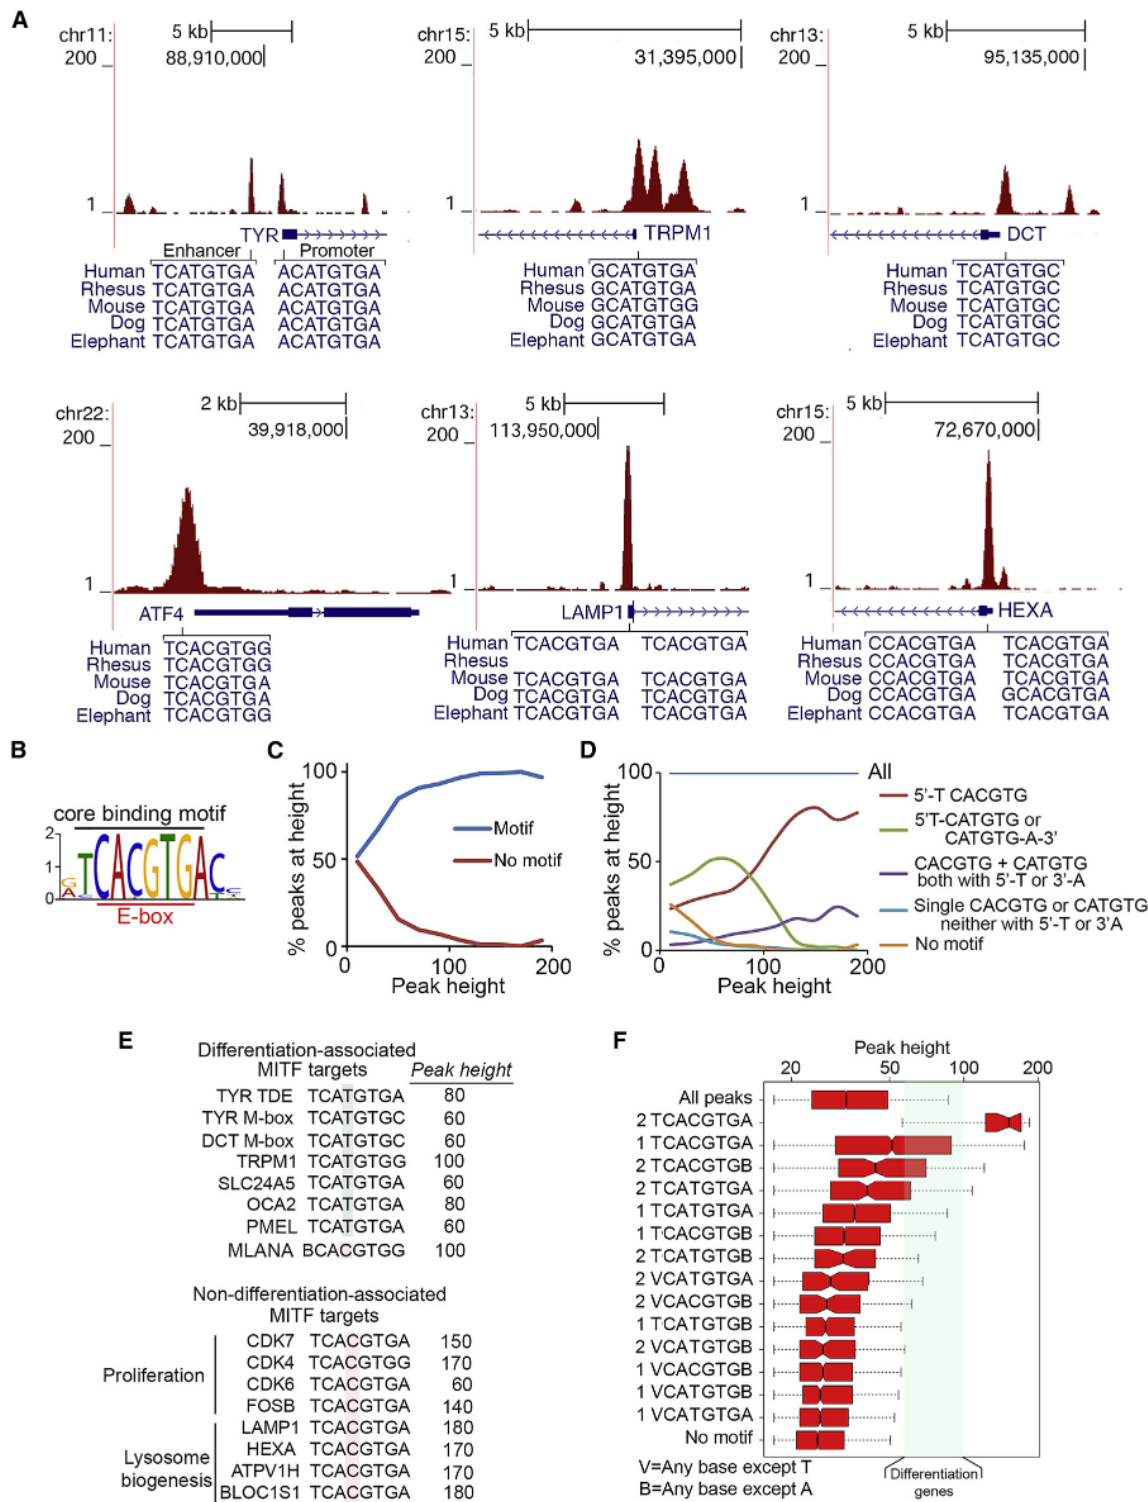 A
chr11:
5 kb
200
88,910,000
1
TYR
Enhancer Promoter
Human TCATGTGA ACATGTGA
Rhesus TCATGTGA ACATGTGA
Mouse TCATGTGA ACATGTGA
Dog TCATGTGA ACATGTGA
Elephant TCATGTGA ACATGTGA
chr15:
5 kb
200
31,395,000
1
TRPM1
Human GCATGTGA
Rhesus GCATGTGA
Mouse GCATGTGG
Dog GCATGTGA
Elephant GCATGTGA
chr13:
5 kb
200
95,135,000
1
DCT
Human TCATGTGC
Rhesus TCATGTGC
Mouse TCATGTGC
Dog TCATGTGC
Elephant TCATGTGC
chr22:
2 kb
200
39,918,000
1
ATF4
Human TCACGTGG
Rhesus TCACGTGG
Mouse TCACGTGA
Dog TCACGTGA
Elephant TCACGTGG
chr13:
5 kb
200
113,950,000
1
LAMP1
Human TCACGTGA TCACGTGA
Rhesus
Mouse TCACGTGA TCACGTGA
Dog TCACGTGA TCACGTGA
Elephant TCACGTGA TCACGTGA
chr15:
5 kb
200
72,670,000
1
HEXA
Human CCACGTGA TCACGTGA
Rhesus CCACGTGA TCACGTGA
Mouse CCACGTGA TCACGTGA
Dog CCACGTGA GCACGTGA
Elephant CCACGTGA TCACGTGA
B
core binding motif
2
1
0
TCACGTGAC
E-box
C
% peaks at height
100
50
0
Motif
No motif
0 100 200
Peak height
D
% peaks at height
100
50
0
0 100 200
Peak height
All
5'-T CACGTG
5'T-CATGTG or
CATGTG-A-3'
CACGTG + CATGTG
both with 5'-T or 3'-A
Single CACGTG or CATGTG
neither with 5'-T or 3'A
No motif
E
Differentiation-associated
MITF targets Peak height
TYR TDE TCATGTGA 80
TYR M-box TCATGTGC 60
DCT M-box TCATGTGC 60
TRPM1 TCATGTGG 100
SLC24A5 TCATGTGA 60
OCA2 TCATGTGA 80
PMEL TCATGTGA 60
MLANA BCACGTGG 100
Non-differentiation-associated
MITF targets
Proliferation
CDK7 TCACGTGA 150
CDK4 TCACGTGG 170
CDK6 TCACGTGA 60
FOSB TCACGTGA 140
Lysosome
biogenesis
LAMP1 TCACGTGA 180
HEXA TCACGTGA 170
ATPV1H TCACGTGA 170
BLOC1S1 TCACGTGA 180
F
Peak height
20 50 100 200
All peaks
2 TCACGTGA
1 TCACGTGA
2 TCACGTGB
2 TCATGTGA
1 TCATGTGA
1 TCACGTGB
2 TCATGTGB
2 VCATGTGA
2 VCACGTGB
1 TCATGTGB
2 VCATGTGB
1 VCACGTGB
1 VCATGTGB
1 VCATGTGA
No motif
V=Any base except T
B=Any base except A
Differentiation
genes